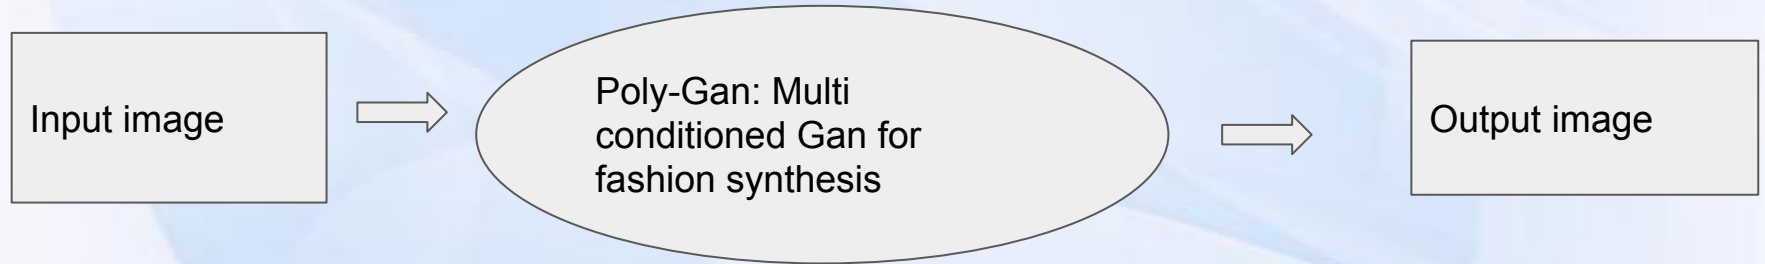 Input image
Poly-Gan: Multi
conditioned Gan for
fashion synthesis
Output image